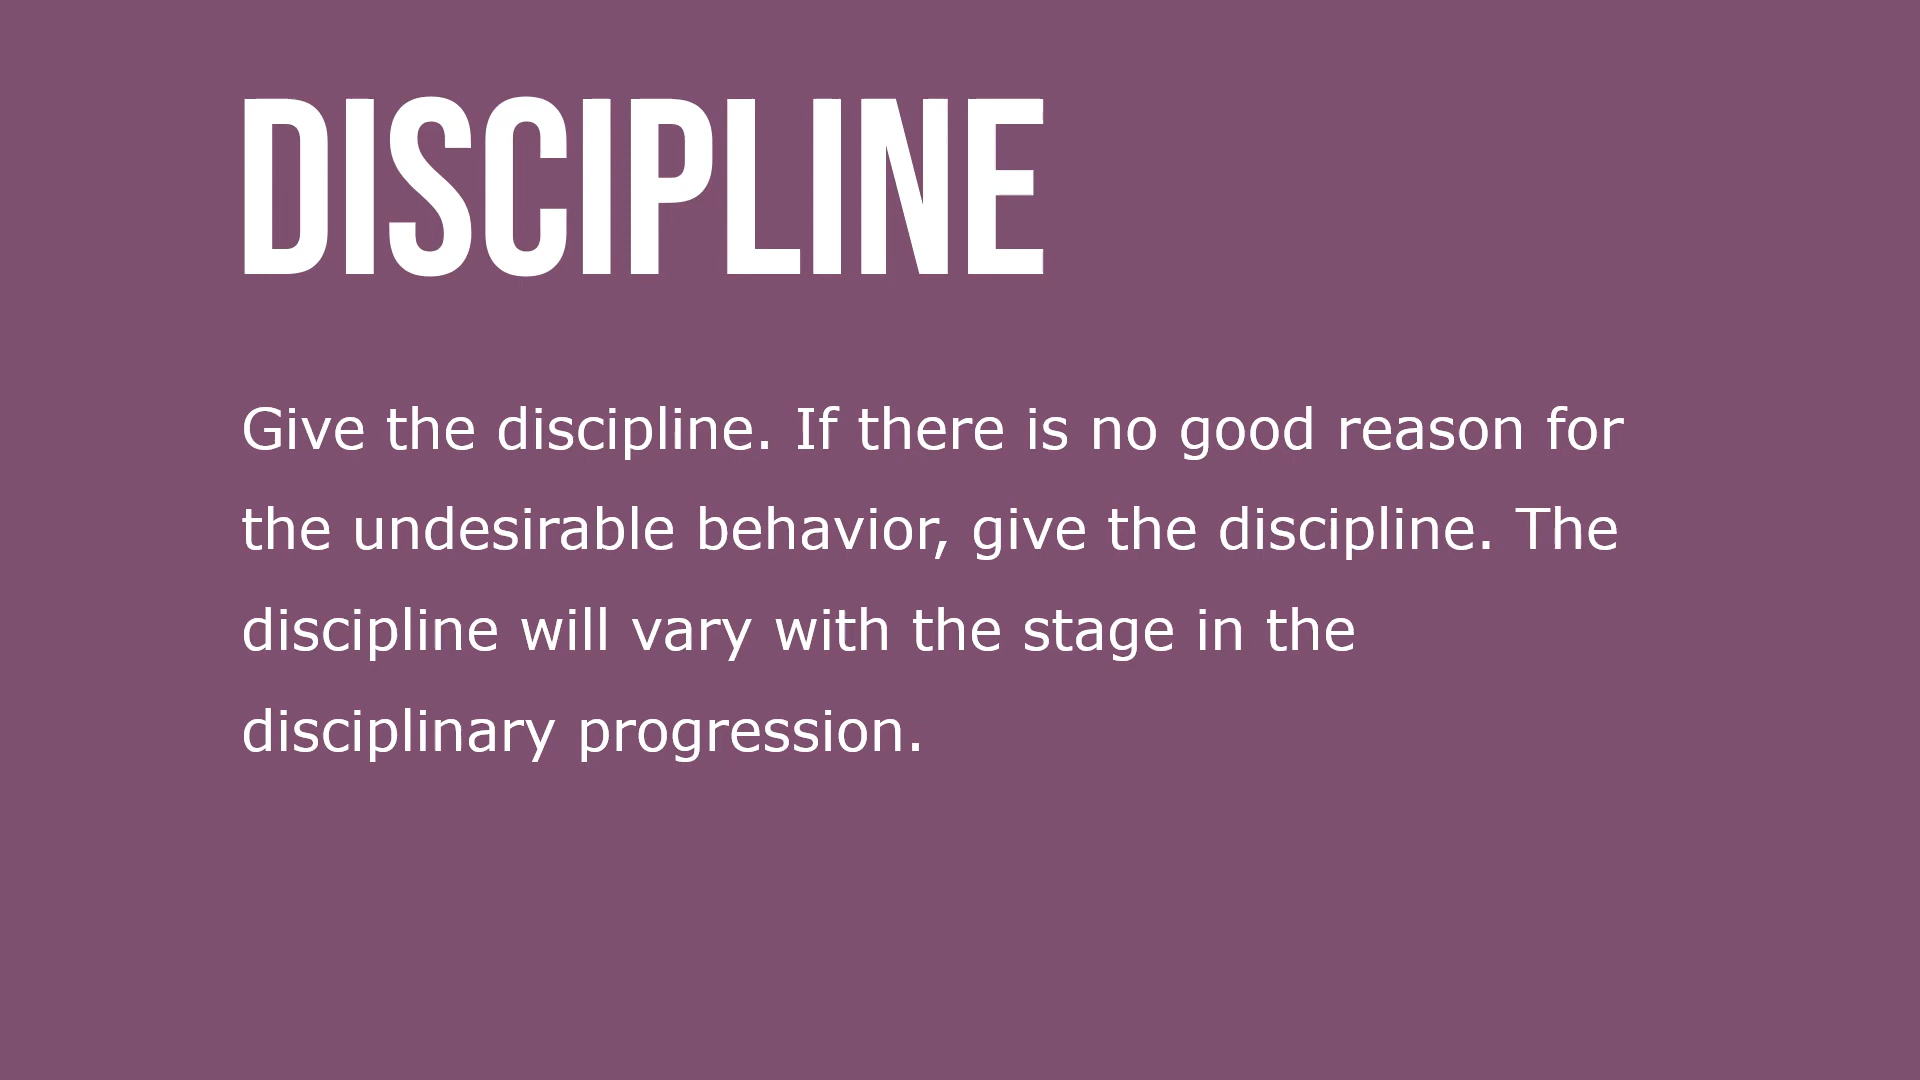 DISCIPLINE
Give the discipline. If there is no good reason for
the undesirable behavior, give the discipline. The
discipline will vary with the stage in the
disciplinary progression.